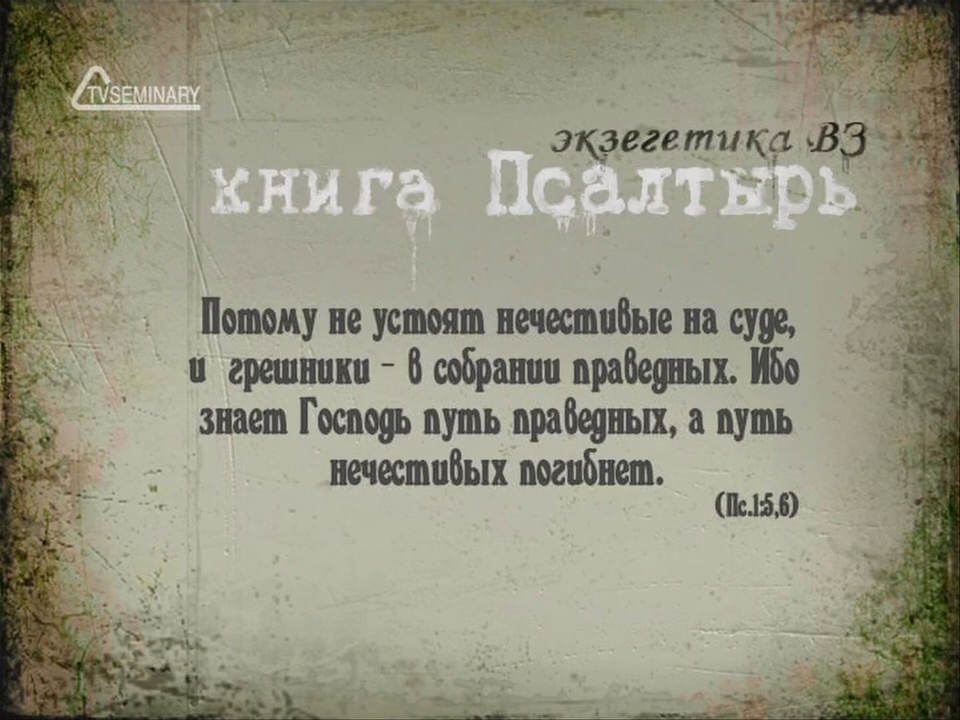 TVSEMINARY
экзегетика ВЗ
книга Псалтырь
Потому не устоят нечестивые на суде,
и грешники - в собрании праведных. Ибо
знает Господь путь праведных, а путь
нечестивых погибнет.
(Пс.1:5,6)